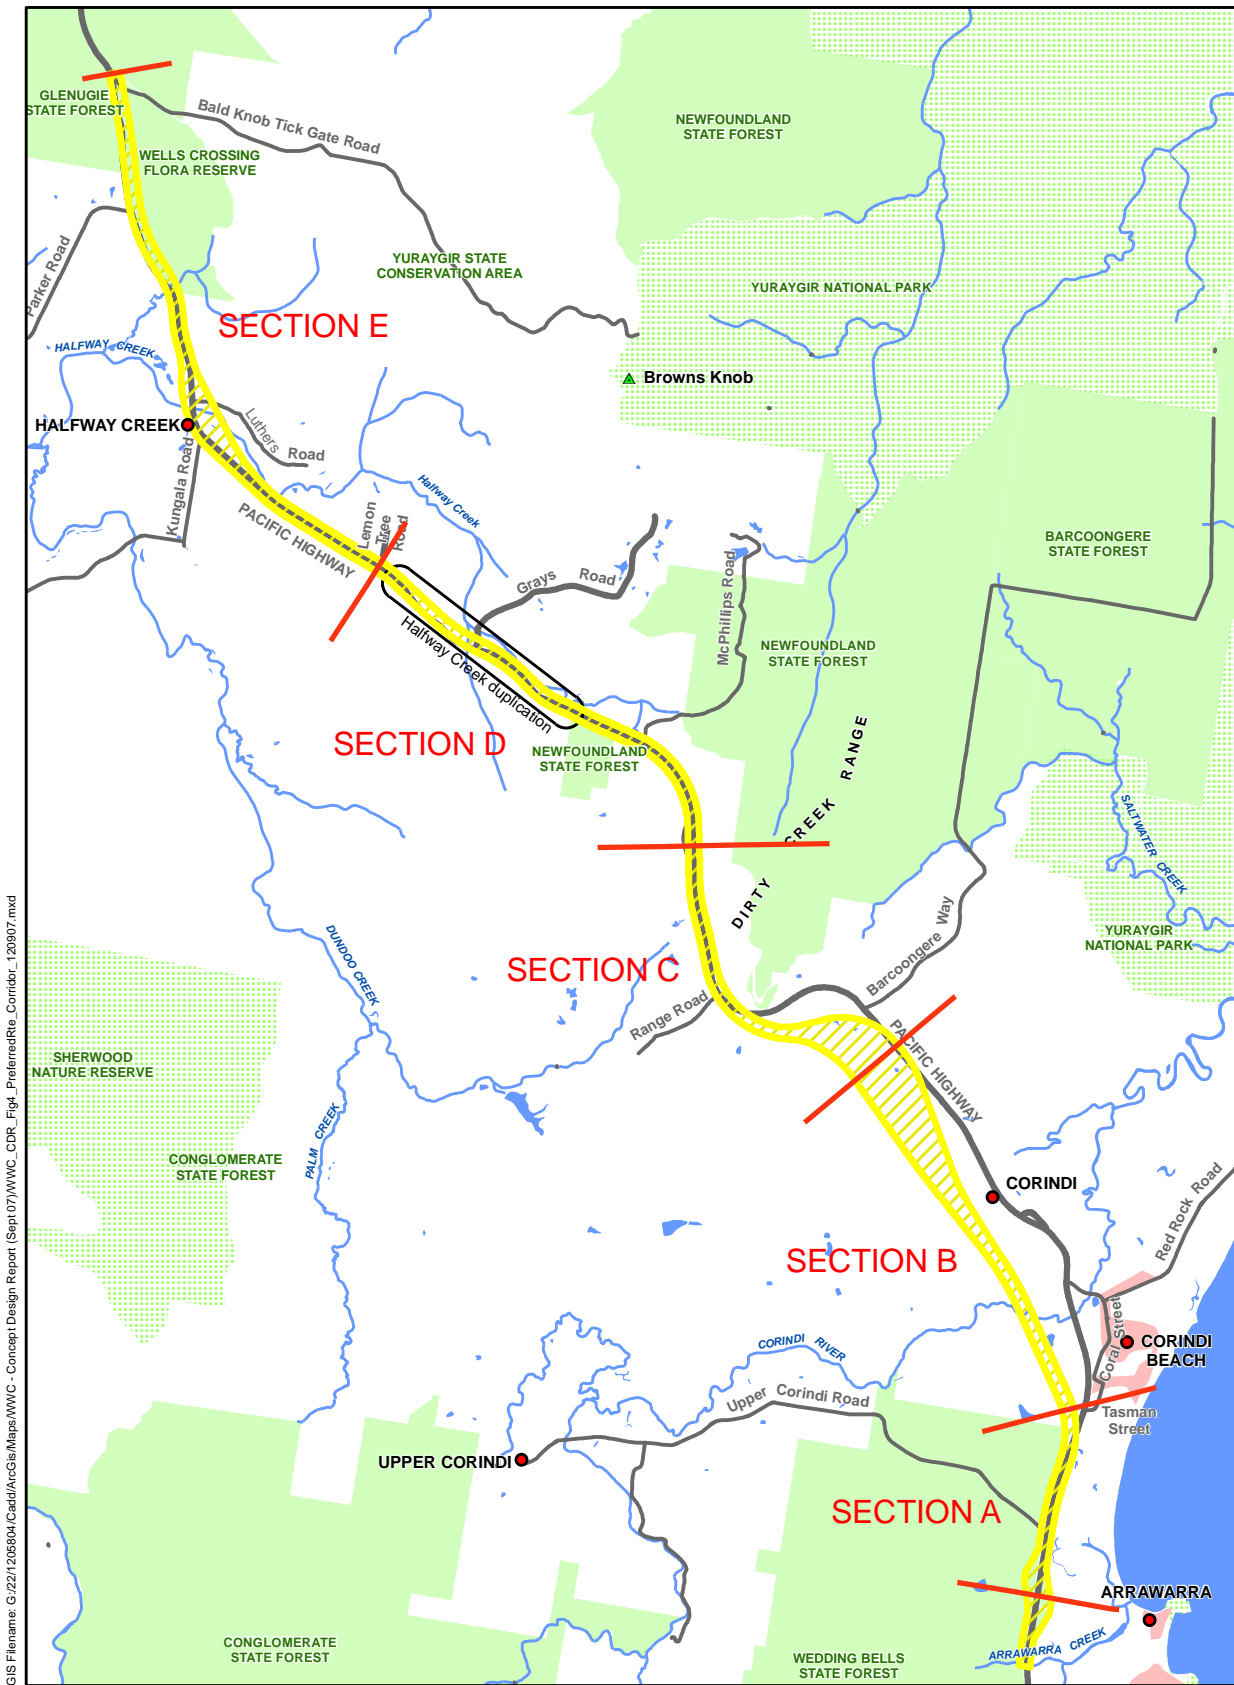 GLENUGIE
STATE FOREST
Bald Knob Tick Gate Road
WELLS CROSSING
FLORA RESERVE
NEWFOUNDLAND
STATE FOREST
Parker Road
YURAYGIR STATE
CONSERVATION AREA
YURAYGIR NATIONAL PARK
SECTION E
HALFWAY CREEK
Browns Knob
HALFWAY CREEK
Luthers
Road
Kungala Road
PACIFIC HIGHWAY
Lemon
Tree
Road
Halfway Creek
Grays Road
McPhillips Road
BARCOONGERE
STATE FOREST
Halfway Creek duplication
NEWFOUNDLAND
STATE FOREST
SECTION D
NEWFOUNDLAND
STATE FOREST
DIRTY CREEK RANGE
SALTWATER CREEK
Barcoongere Way
YURAYGIR
NATIONAL PARK
DUNDOO CREEK
SECTION C
Range Road
PACIFIC HIGHWAY
SHERWOOD
NATURE RESERVE
PALM CREEK
CONGLOMERATE
STATE FOREST
CORINDI
Red Rock Road
SECTION B
Coral Street
CORINDI
BEACH
CORINDI RIVER
Upper Corindi Road
Tasman
Street
UPPER CORINDI
SECTION A
ARRAWARRA
ARRAWARRA CREEK
CONGLOMERATE
STATE FOREST
WEDDING BELLS
STATE FOREST
GIS Filename: G:/22/1205804/Cadd/ArcGis/Maps/WWC - Concept Design Report (Sept 07)/WWC_CDR_Fig4_PreferredRte_Corridor_120907.mxd